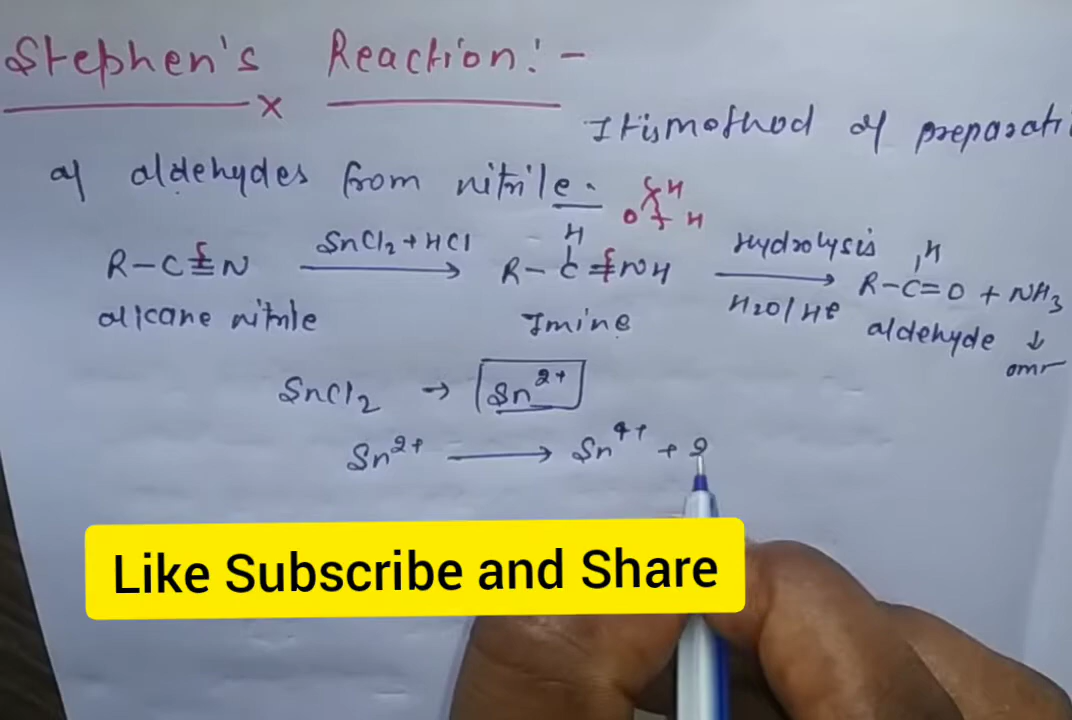 Stephen's Reaction:-
It is method of preparati
of aldehydes from nitrile.
H
O H
H H
R-C≡N SnCl2+HCl R-C=NH Hydrolysis R-C=O + NH3
H2O/H⊕
alkane nitrile Imine aldehyde ↓
SnCl2 → Sn2+
Sn2+ ⟶ Sn4+ + 2
Like Subscribe and Share